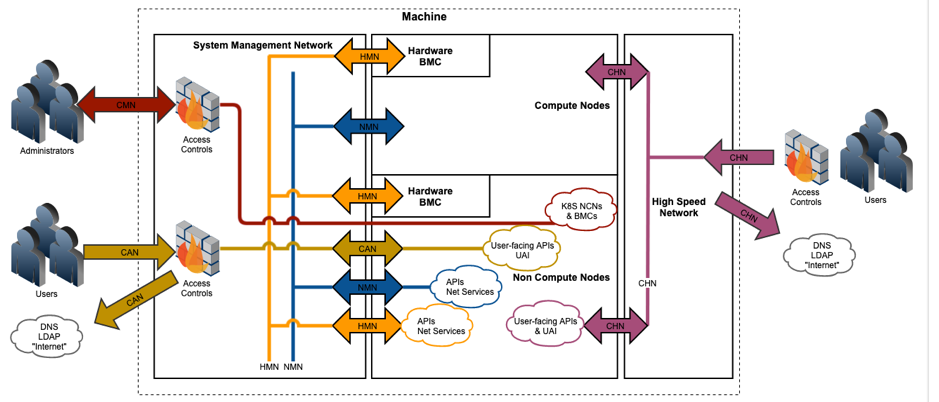 Machine
System Management Network
HMN
Hardware
BMC
CHN
Compute Nodes
CMN
Administrators
Access
Controls
NMN
CHN
Access
Controls
Users
HMN
Hardware
BMC
K8S NCNs
& BMCs
High Speed
Network
CHN
DNS
LDAP
"Internet"
CAN
Users
Access
Controls
CAN
User-facing APIs
UAI
Non Compute Nodes
CAN
NMN
APIs
Net Services
CHN
DNS
LDAP
"Internet"
HMN
APIs
Net Services
User-facing APIs
& UAI
CHN
HMN NMN